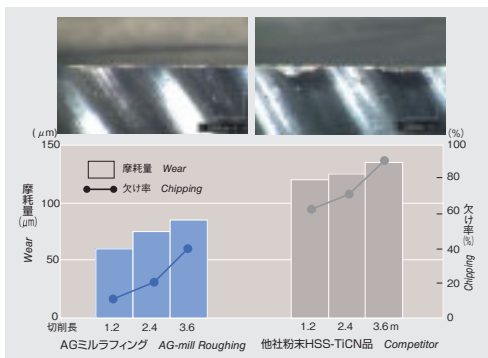 (μm)
(%)
150
100
50
0
摩耗量
(μm)
Wear
摩耗量 Wear
欠け率 Chipping
100
80
60
40
20
0
欠け率
(%)
Chipping
切削長 1.2 2.4 3.6 1.2 2.4 3.6 m
AGミルラフィング AG-mill Roughing 他社粉末HSS-TiCN品 Competitor